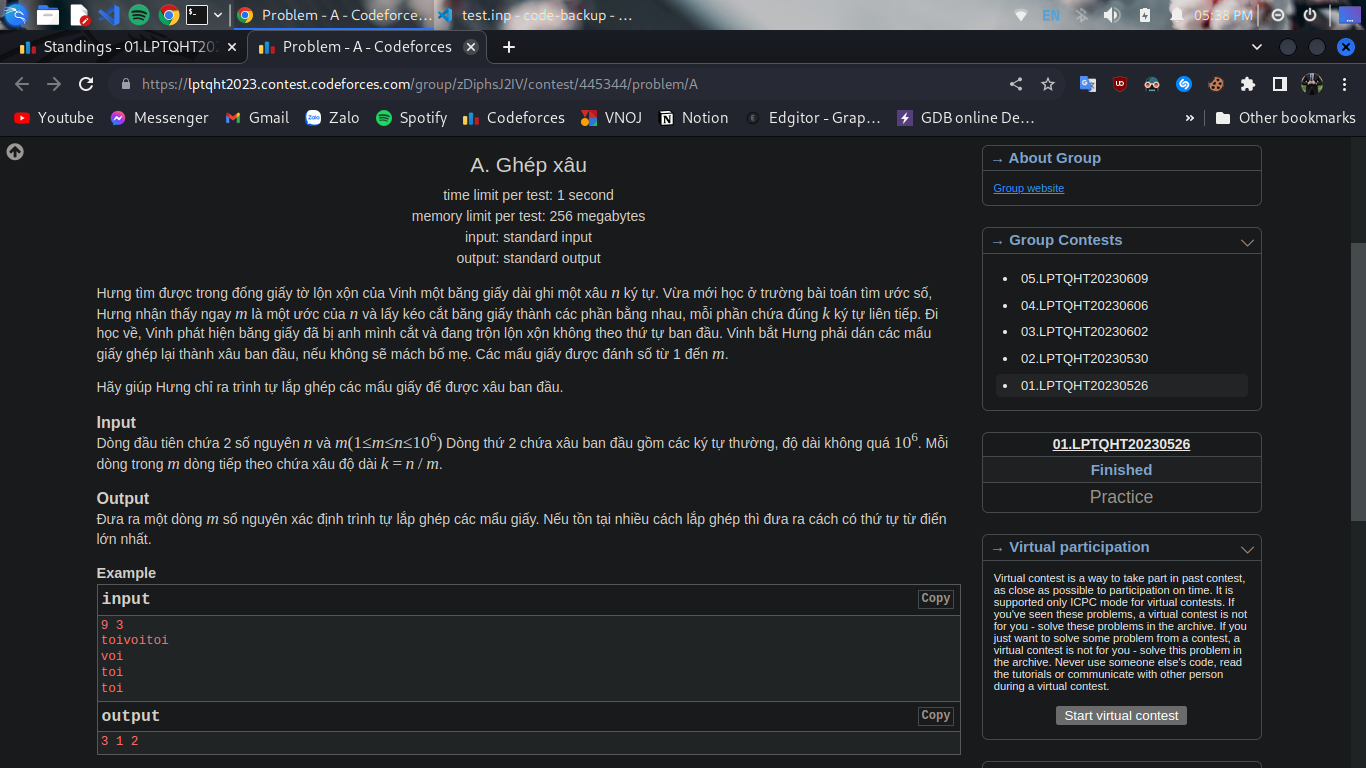 Problem - A - Codeforce...
test.inp - code-backup - ...
EN
05:38 PM
Standings - 01.LPTQHT202
Problem - A - Codeforces
https://lptqht2023.contest.codeforces.com/group/zDiphsJ2IV/contest/445344/problem/A
Youtube
Messenger
Gmail
Zalo
Spotify
Codeforces
VNOJ
Notion
Edgitor - Grap...
GDB online De...
»
Other bookmarks
A. Ghép xâu
time limit per test: 1 second
memory limit per test: 256 megabytes
input: standard input
output: standard output
Hưng tìm được trong đống giấy tờ lộn xộn của Vinh một băng giấy dài ghi một xâu n ký tự. Vừa mới học ở trường bài toán tìm ước số,
Hưng nhận thấy ngay m là một ước của n và lấy kéo cắt băng giấy thành các phần bằng nhau, mỗi phần chứa đúng k ký tự liên tiếp. Đi
học về, Vinh phát hiện băng giấy đã bị anh mình cắt và đang trộn lộn xộn không theo thứ tự ban đầu. Vinh bắt Hưng phải dán các mẩu
giấy ghép lại thành xâu ban đầu, nếu không sẽ mách bố mẹ. Các mẩu giấy được đánh số từ 1 đến m.
Hãy giúp Hưng chỉ ra trình tự lắp ghép các mẩu giấy để được xâu ban đầu.
Input
Dòng đầu tiên chứa 2 số nguyên n và m(1≤m≤n≤10⁶) Dòng thứ 2 chứa xâu ban đầu gồm các ký tự thường, độ dài không quá 10⁶. Mỗi
dòng trong m dòng tiếp theo chứa xâu độ dài k = n / m.
Output
Đưa ra một dòng m số nguyên xác định trình tự lắp ghép các mẩu giấy. Nếu tồn tại nhiều cách lắp ghép thì đưa ra cách có thứ tự từ điển
lớn nhất.
Example
input
Copy
9 3
toivoitoi
voi
toi
toi
output
Copy
3 1 2
→ About Group
Group website
→ Group Contests
05.LPTQHT20230609
04.LPTQHT20230606
03.LPTQHT20230602
02.LPTQHT20230530
01.LPTQHT20230526
01.LPTQHT20230526
Finished
Practice
→ Virtual participation
Virtual contest is a way to take part in past contest,
as close as possible to participation on time. It is
supported only ICPC mode for virtual contests. If
you've seen these problems, a virtual contest is not
for you - solve these problems in the archive. If you
just want to solve some problem from a contest, a
virtual contest is not for you - solve this problem in
the archive. Never use someone else's code, read
the tutorials or communicate with other person
during a virtual contest.
Start virtual contest